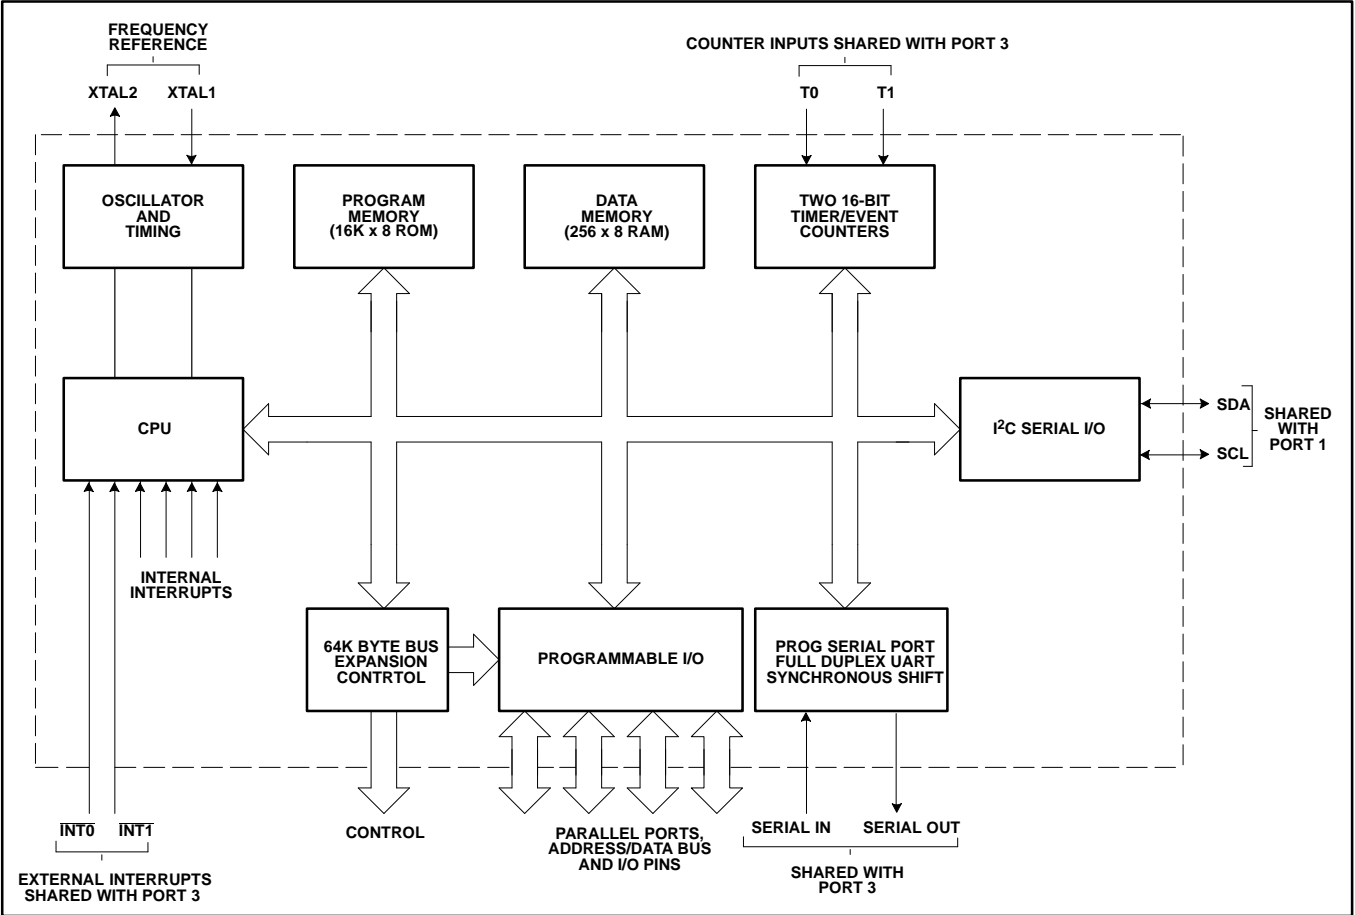 FREQUENCY
REFERENCE
COUNTER INPUTS SHARED WITH PORT 3
XTAL2 XTAL1
T0 T1
OSCILLATOR
AND
TIMING
PROGRAM
MEMORY
(16K x 8 ROM)
DATA
MEMORY
(256 x 8 RAM)
TWO 16-BIT
TIMER/EVENT
COUNTERS
CPU
I²C SERIAL I/O
SDA
SCL
SHARED
WITH
PORT 1
INTERNAL
INTERRUPTS
64K BYTE BUS
EXPANSION
CONTRTOL
PROGRAMMABLE I/O
PROG SERIAL PORT
FULL DUPLEX UART
SYNCHRONOUS SHIFT
I̅N̅T̅0̅ I̅N̅T̅1̅
EXTERNAL INTERRUPTS
SHARED WITH PORT 3
CONTROL
PARALLEL PORTS,
ADDRESS/DATA BUS
AND I/O PINS
SERIAL IN SERIAL OUT
SHARED WITH
PORT 3